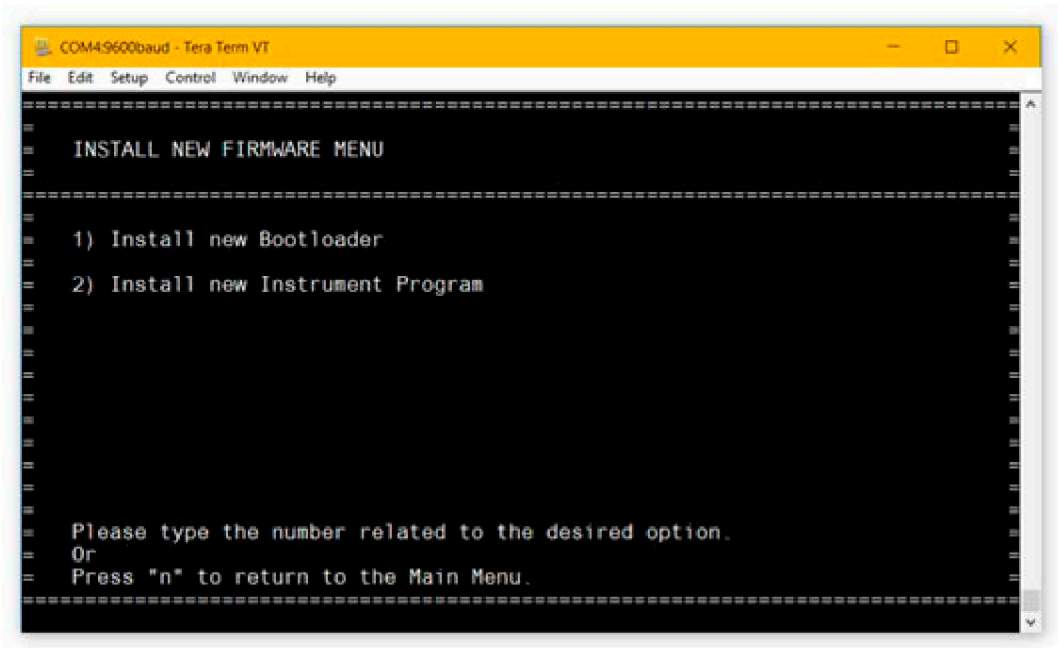 COM4:9600baud - Tera Term VT
File Edit Setup Control Window Help
================================================================================
= =
= INSTALL NEW FIRMWARE MENU =
= =
================================================================================
= =
= 1) Install new Bootloader =
= =
= 2) Install new Instrument Program =
= =
= =
= =
= =
= =
= =
= =
= =
= =
= =
= Please type the number related to the desired option. =
= Or =
= Press "n" to return to the Main Menu. =
================================================================================